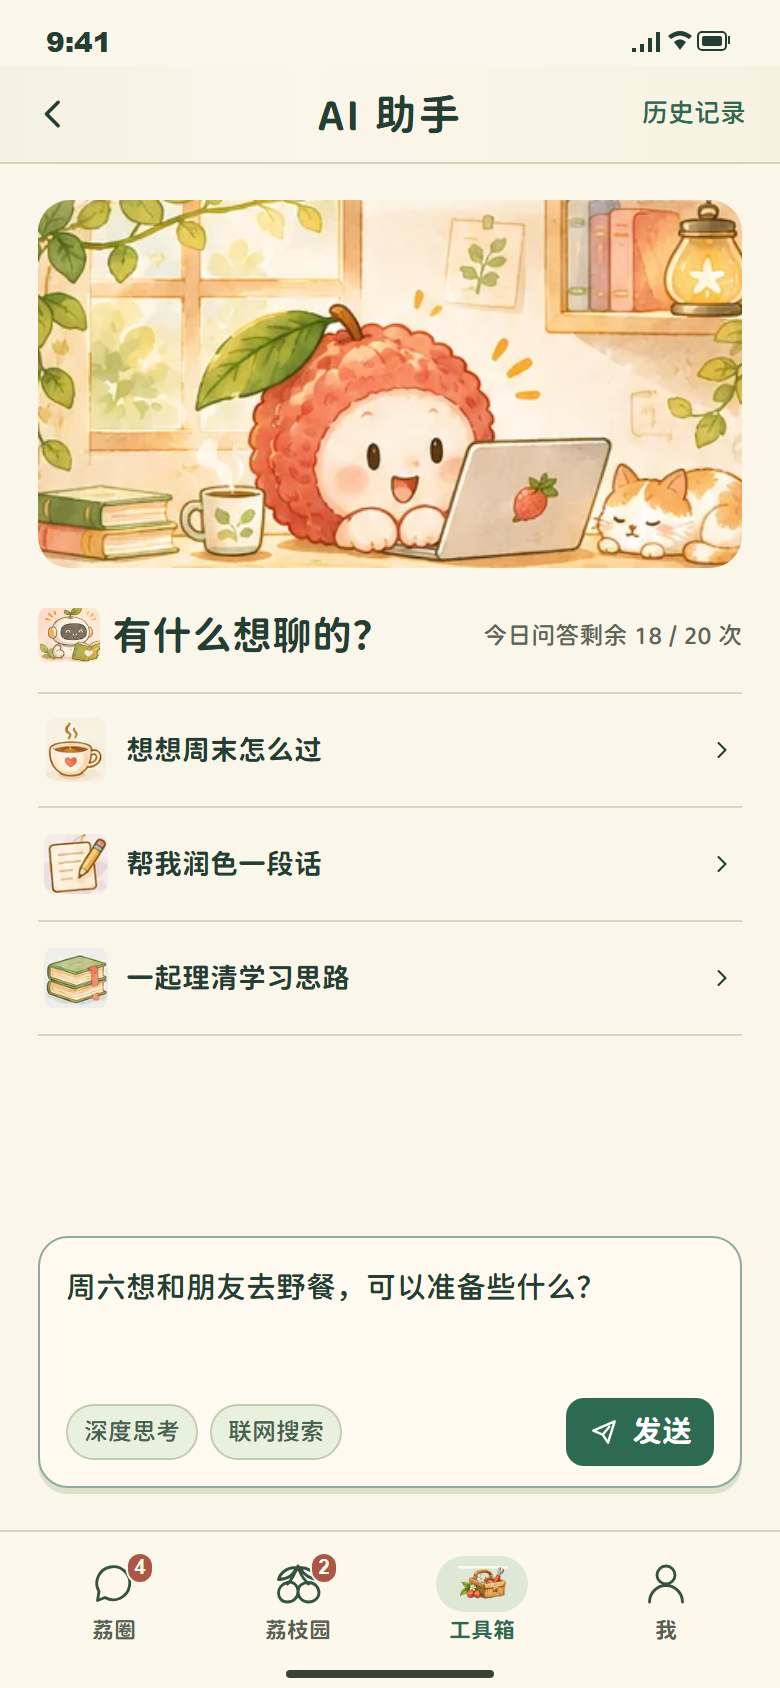 9:41
AI 助手
历史记录
有什么想聊的？
今日问答剩余 18 / 20 次
想想周末怎么过
帮我润色一段话
一起理清学习思路
周六想和朋友去野餐，可以准备些什么？
深度思考
联网搜索
发送
4
2
荔圈
荔枝园
工具箱
我